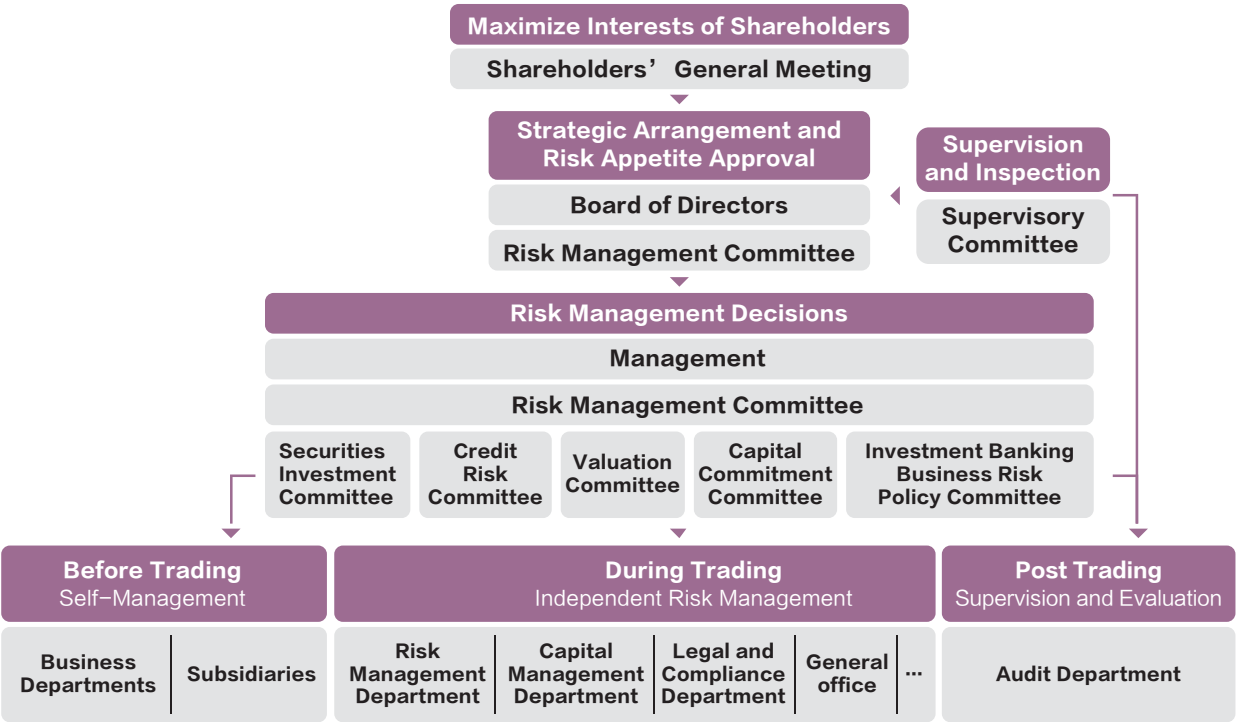 Maximize Interests of Shareholders
Shareholders’ General Meeting
Strategic Arrangement and
Risk Appetite Approval
Board of Directors
Risk Management Committee
Supervision
and Inspection
Supervisory
Committee
Risk Management Decisions
Management
Risk Management Committee
Securities
Investment
Committee
Credit
Risk
Committee
Valuation
Committee
Capital
Commitment
Committee
Investment Banking
Business Risk
Policy Committee
Before Trading
Self-Management
Business
Departments
Subsidiaries
During Trading
Independent Risk Management
Risk
Management
Department
Capital
Management
Department
Legal and
Compliance
Department
General
office
...
Post Trading
Supervision and Evaluation
Audit Department